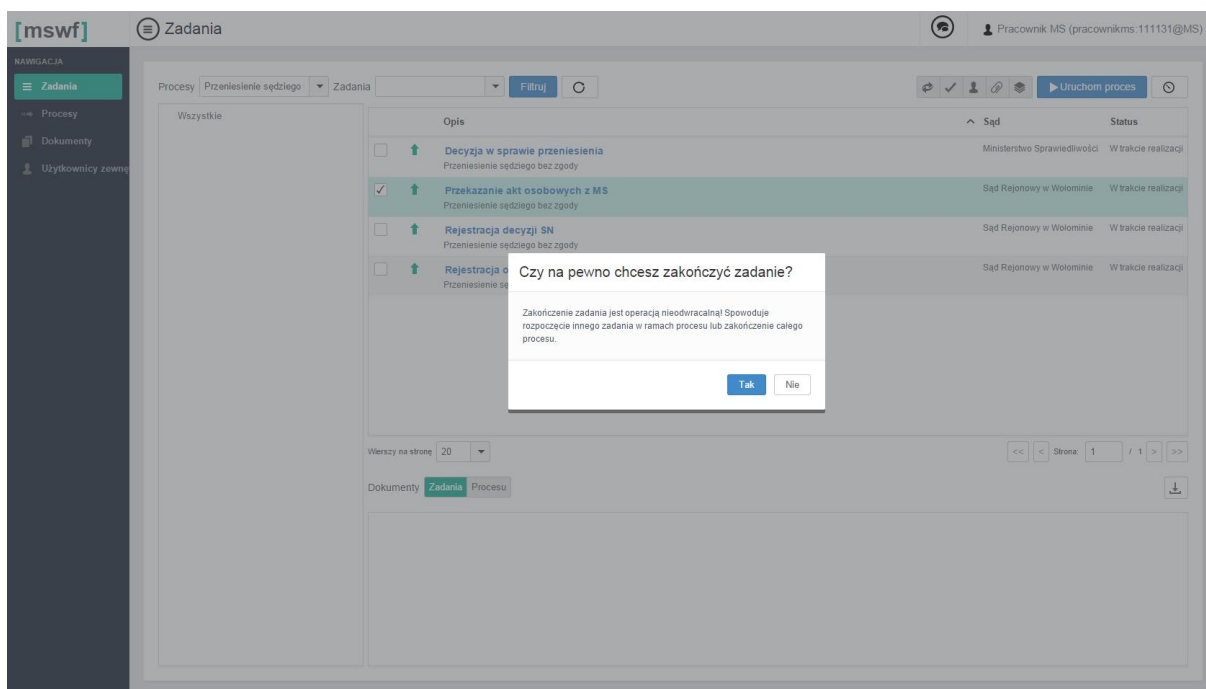 [mswf]
Zadania
Pracownik MS (pracownikms:111131@MS)
NAWIGACJA
Zadania
Procesy
Dokumenty
Użytkownicy zewnę
Procesy Przeniesienie sędziego Zadania Filtruj Uruchom proces
Wszystkie
Opis Sąd Status
Decyzja w sprawie przeniesienia Ministerstwo Sprawiedliwości W trakcie realizacji
Przeniesienie sędziego bez zgody
Przekazanie akt osobowych z MS Sąd Rejonowy w Wołominie W trakcie realizacji
Przeniesienie sędziego bez zgody
Rejestracja decyzji SN Sąd Rejonowy w Wołominie W trakcie realizacji
Przeniesienie sędziego bez zgody
Rejestracja o Sąd Rejonowy w Wołominie W trakcie realizacji
Przeniesienie sę
Czy na pewno chcesz zakończyć zadanie?
Zakończenie zadania jest operacją nieodwracalną! Spowoduje
rozpoczęcie innego zadania w ramach procesu lub zakończenie całego
procesu.
Tak Nie
Wierszy na stronę 20 << < Strona: 1 / 1 > >>
Dokumenty Zadania Procesu